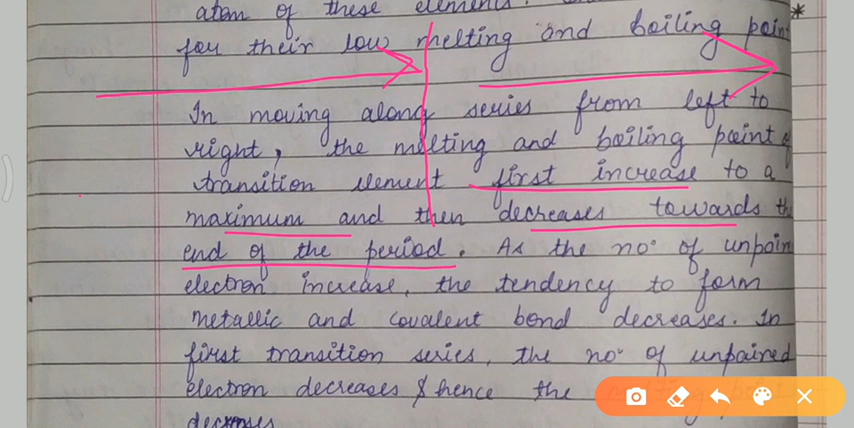 atom of these elements.
for their low melting and boiling poin
*
In moving along series from left to
right, the melting and boiling point
transition element first increase to a
maximum and then decreases towards th
end of the period. As the no. of unpair
electron increase, the tendency to form
metallic and covalent bond decreases. In
first transition series, the no. of unpaired
electron decreases & hence the
decreases